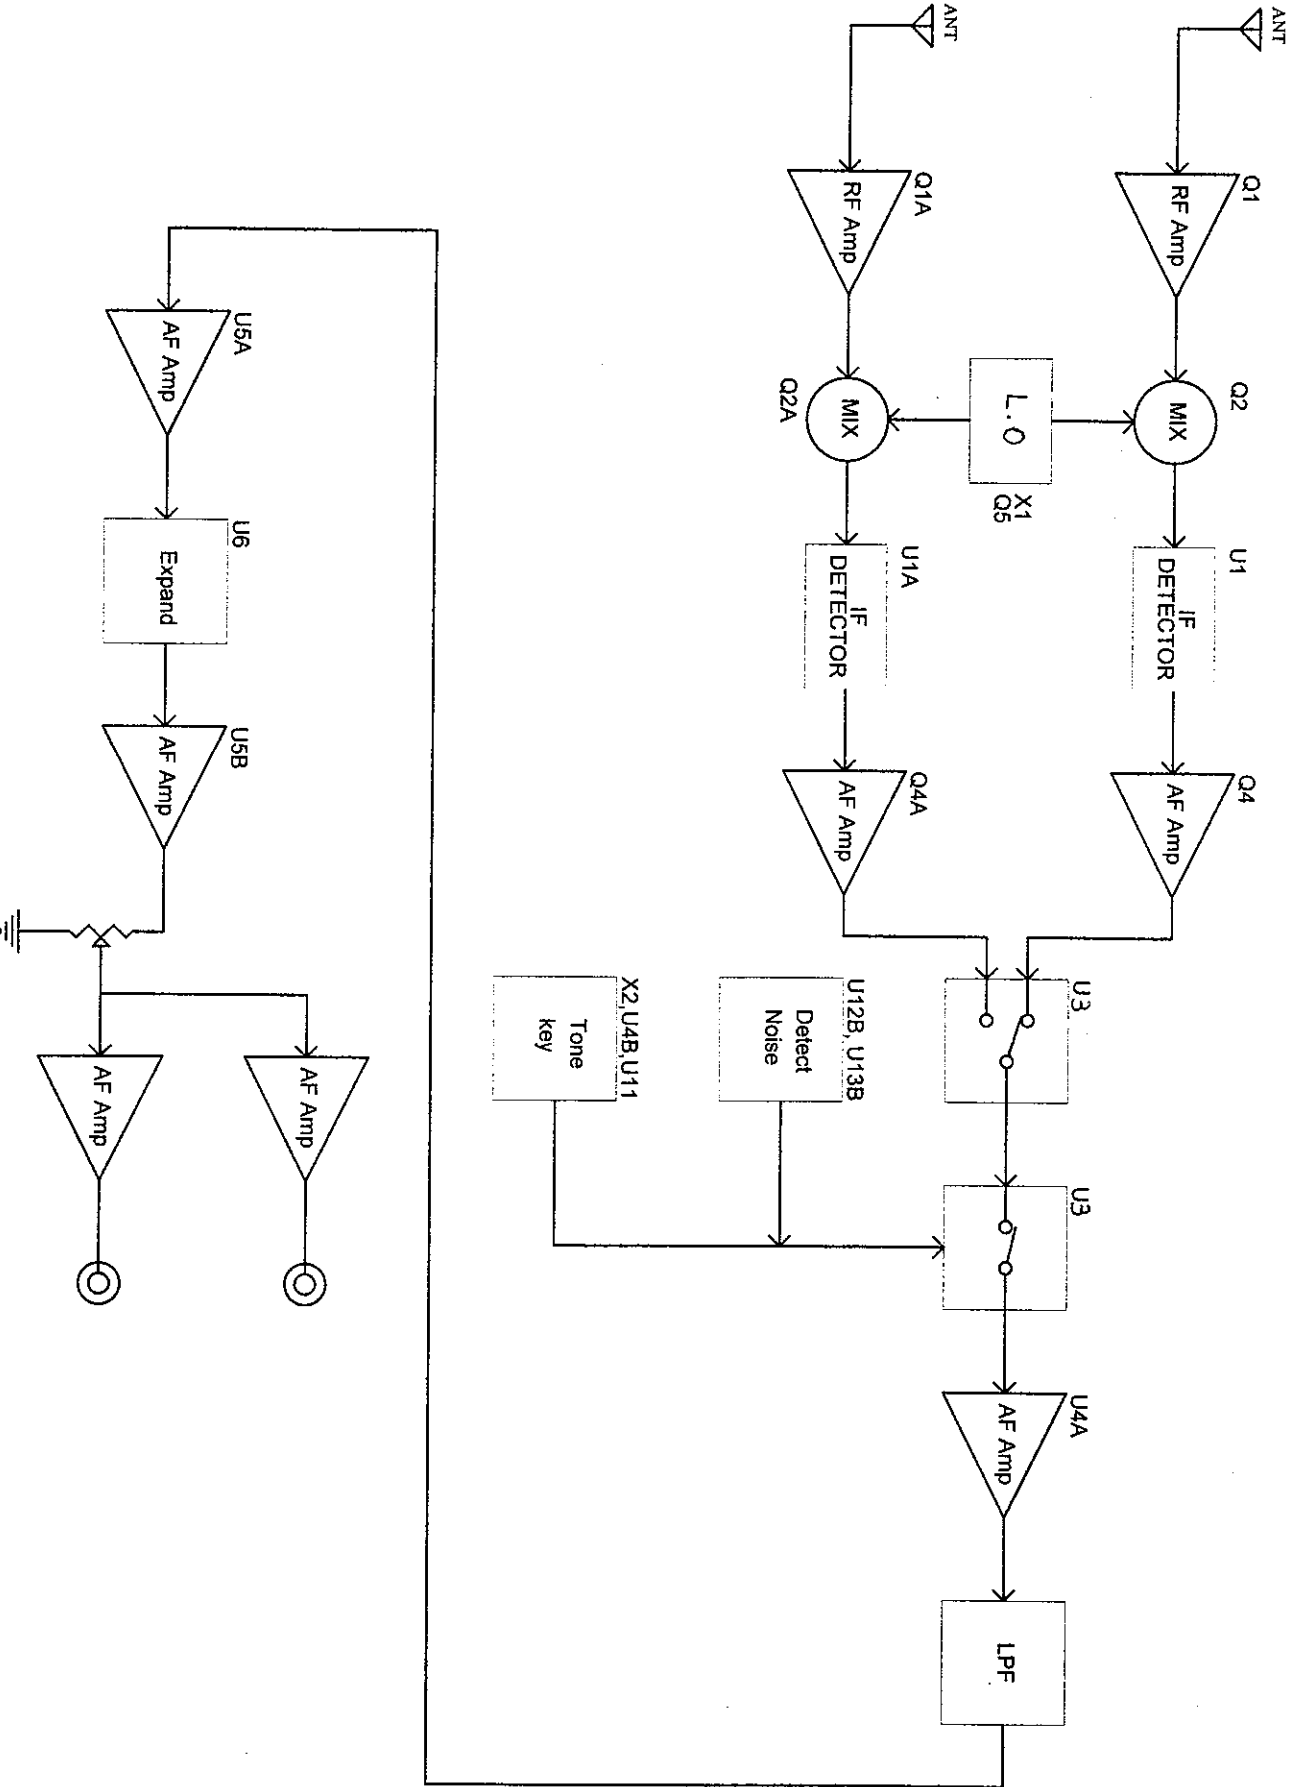 ANT
Q1
RF Amp
Q2
MIX
U1
IF
DETECTOR
Q4
AF Amp
L.O
X1
Q5
ANT
Q1A
RF Amp
MIX
Q2A
U1A
IF
DETECTOR
Q4A
AF Amp
U3
U3
U4A
AF Amp
LPF
U12B, U13B
Detect
Noise
X2,U4B,U11
Tone
key
U5A
AF Amp
U6
Expand
U5B
AF Amp
AF Amp
AF Amp